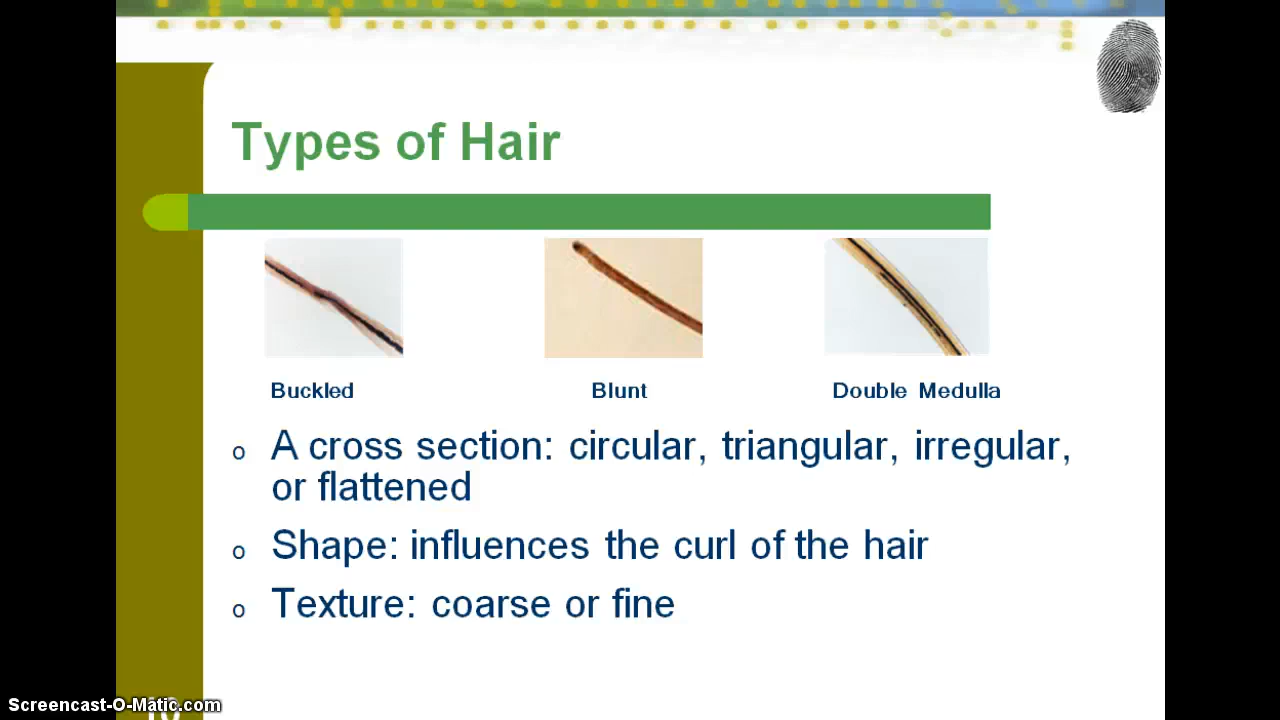 Types of Hair
Buckled Blunt Double Medulla
o A cross section: circular, triangular, irregular,
or flattened
o Shape: influences the curl of the hair
o Texture: coarse or fine
Screencast-O-Matic.com